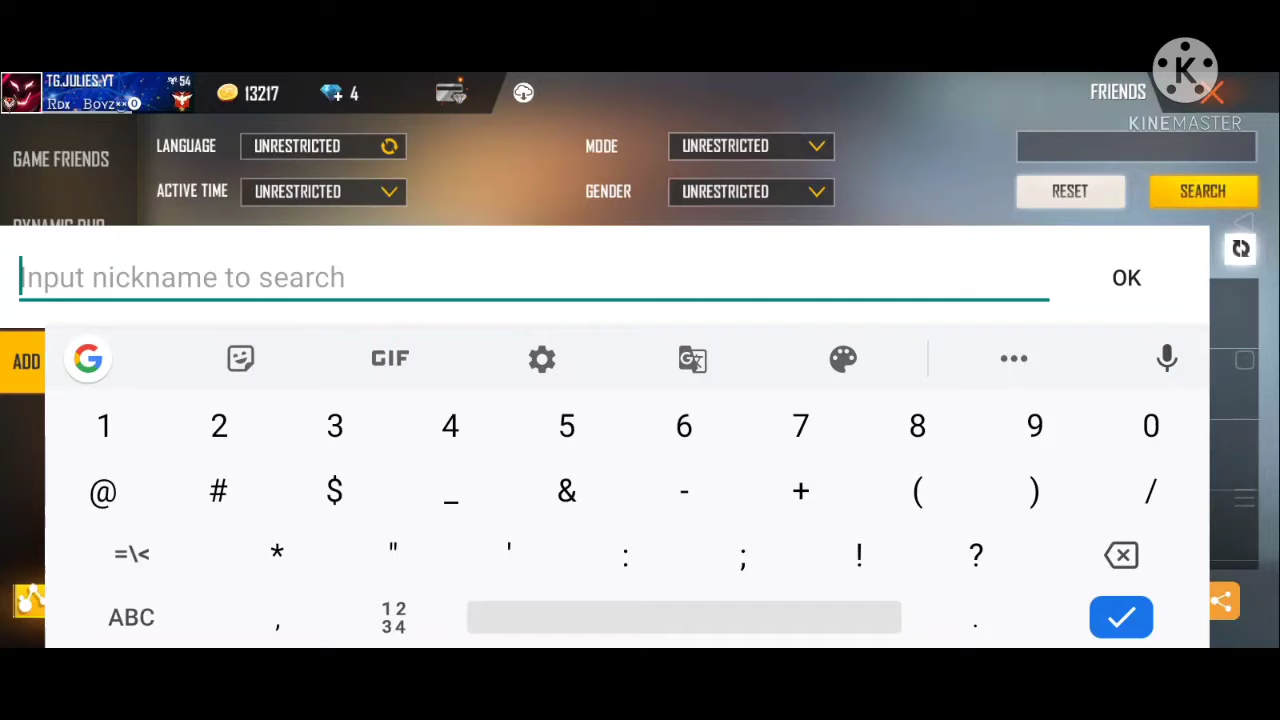 TG.JULIES.YT
54
Rdx Boyz
13217
4
FRIENDS
K
KINEMASTER
GAME FRIENDS
LANGUAGE
UNRESTRICTED
MODE
UNRESTRICTED
ACTIVE TIME
UNRESTRICTED
GENDER
UNRESTRICTED
RESET
SEARCH
Input nickname to search
OK
ADD
G
GIF
1 2 3 4 5 6 7 8 9 0
@ # $ _ & - + ( ) /
=\< * " ' : ; ! ?
ABC , 12 .
34